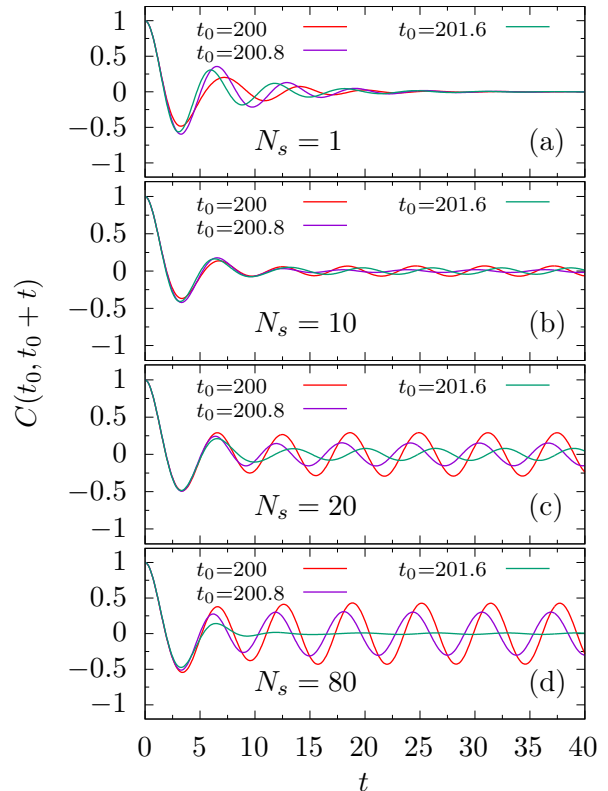 C(t₀, t₀ + t)
1
0.5
0
−0.5
−1
t₀=200
t₀=200.8
t₀=201.6
Nₛ = 1
(a)
1
0.5
0
−0.5
−1
t₀=200
t₀=200.8
t₀=201.6
Nₛ = 10
(b)
1
0.5
0
−0.5
−1
t₀=200
t₀=200.8
t₀=201.6
Nₛ = 20
(c)
1
0.5
0
−0.5
−1
t₀=200
t₀=200.8
t₀=201.6
Nₛ = 80
(d)
0 5 10 15 20 25 30 35 40
t